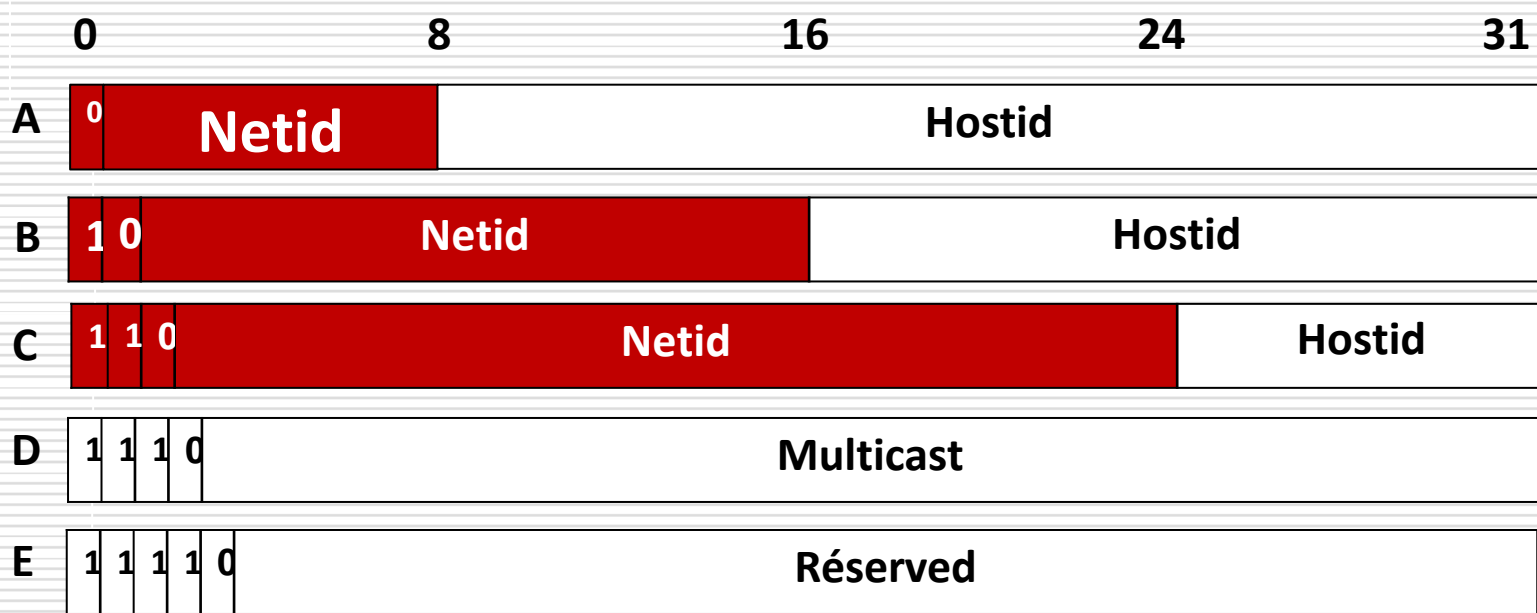 0 8 16 24 31
A 0 Netid Hostid
B 1 0 Netid Hostid
C 1 1 0 Netid Hostid
D 1 1 1 0 Multicast
E 1 1 1 1 0 Réserved